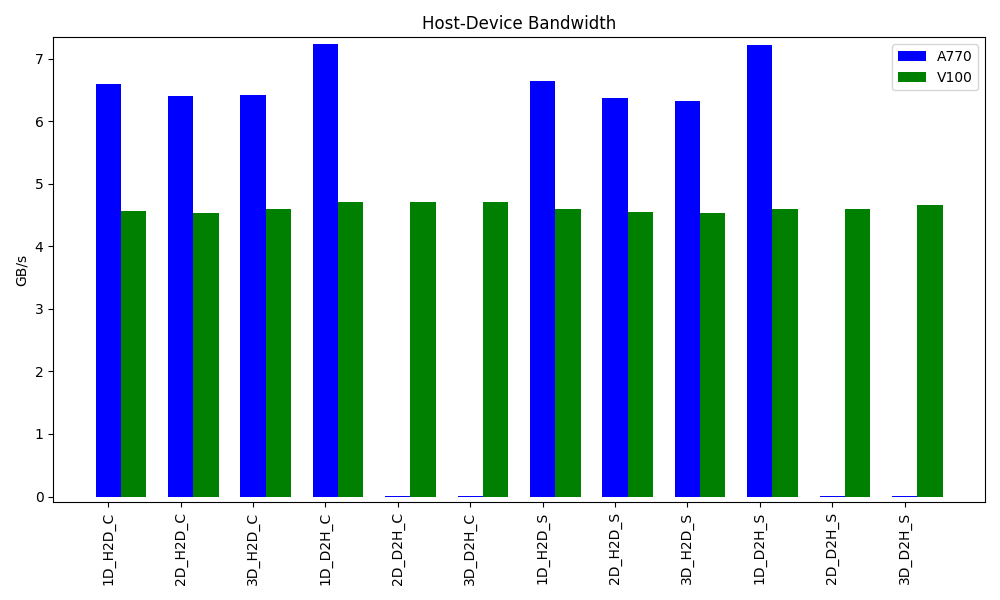 Host-Device Bandwidth
A770
V100
GB/s
7
6
5
4
3
2
1
0
1D_H2D_C
2D_H2D_C
3D_H2D_C
1D_D2H_C
2D_D2H_C
3D_D2H_C
1D_H2D_S
2D_H2D_S
3D_H2D_S
1D_D2H_S
2D_D2H_S
3D_D2H_S